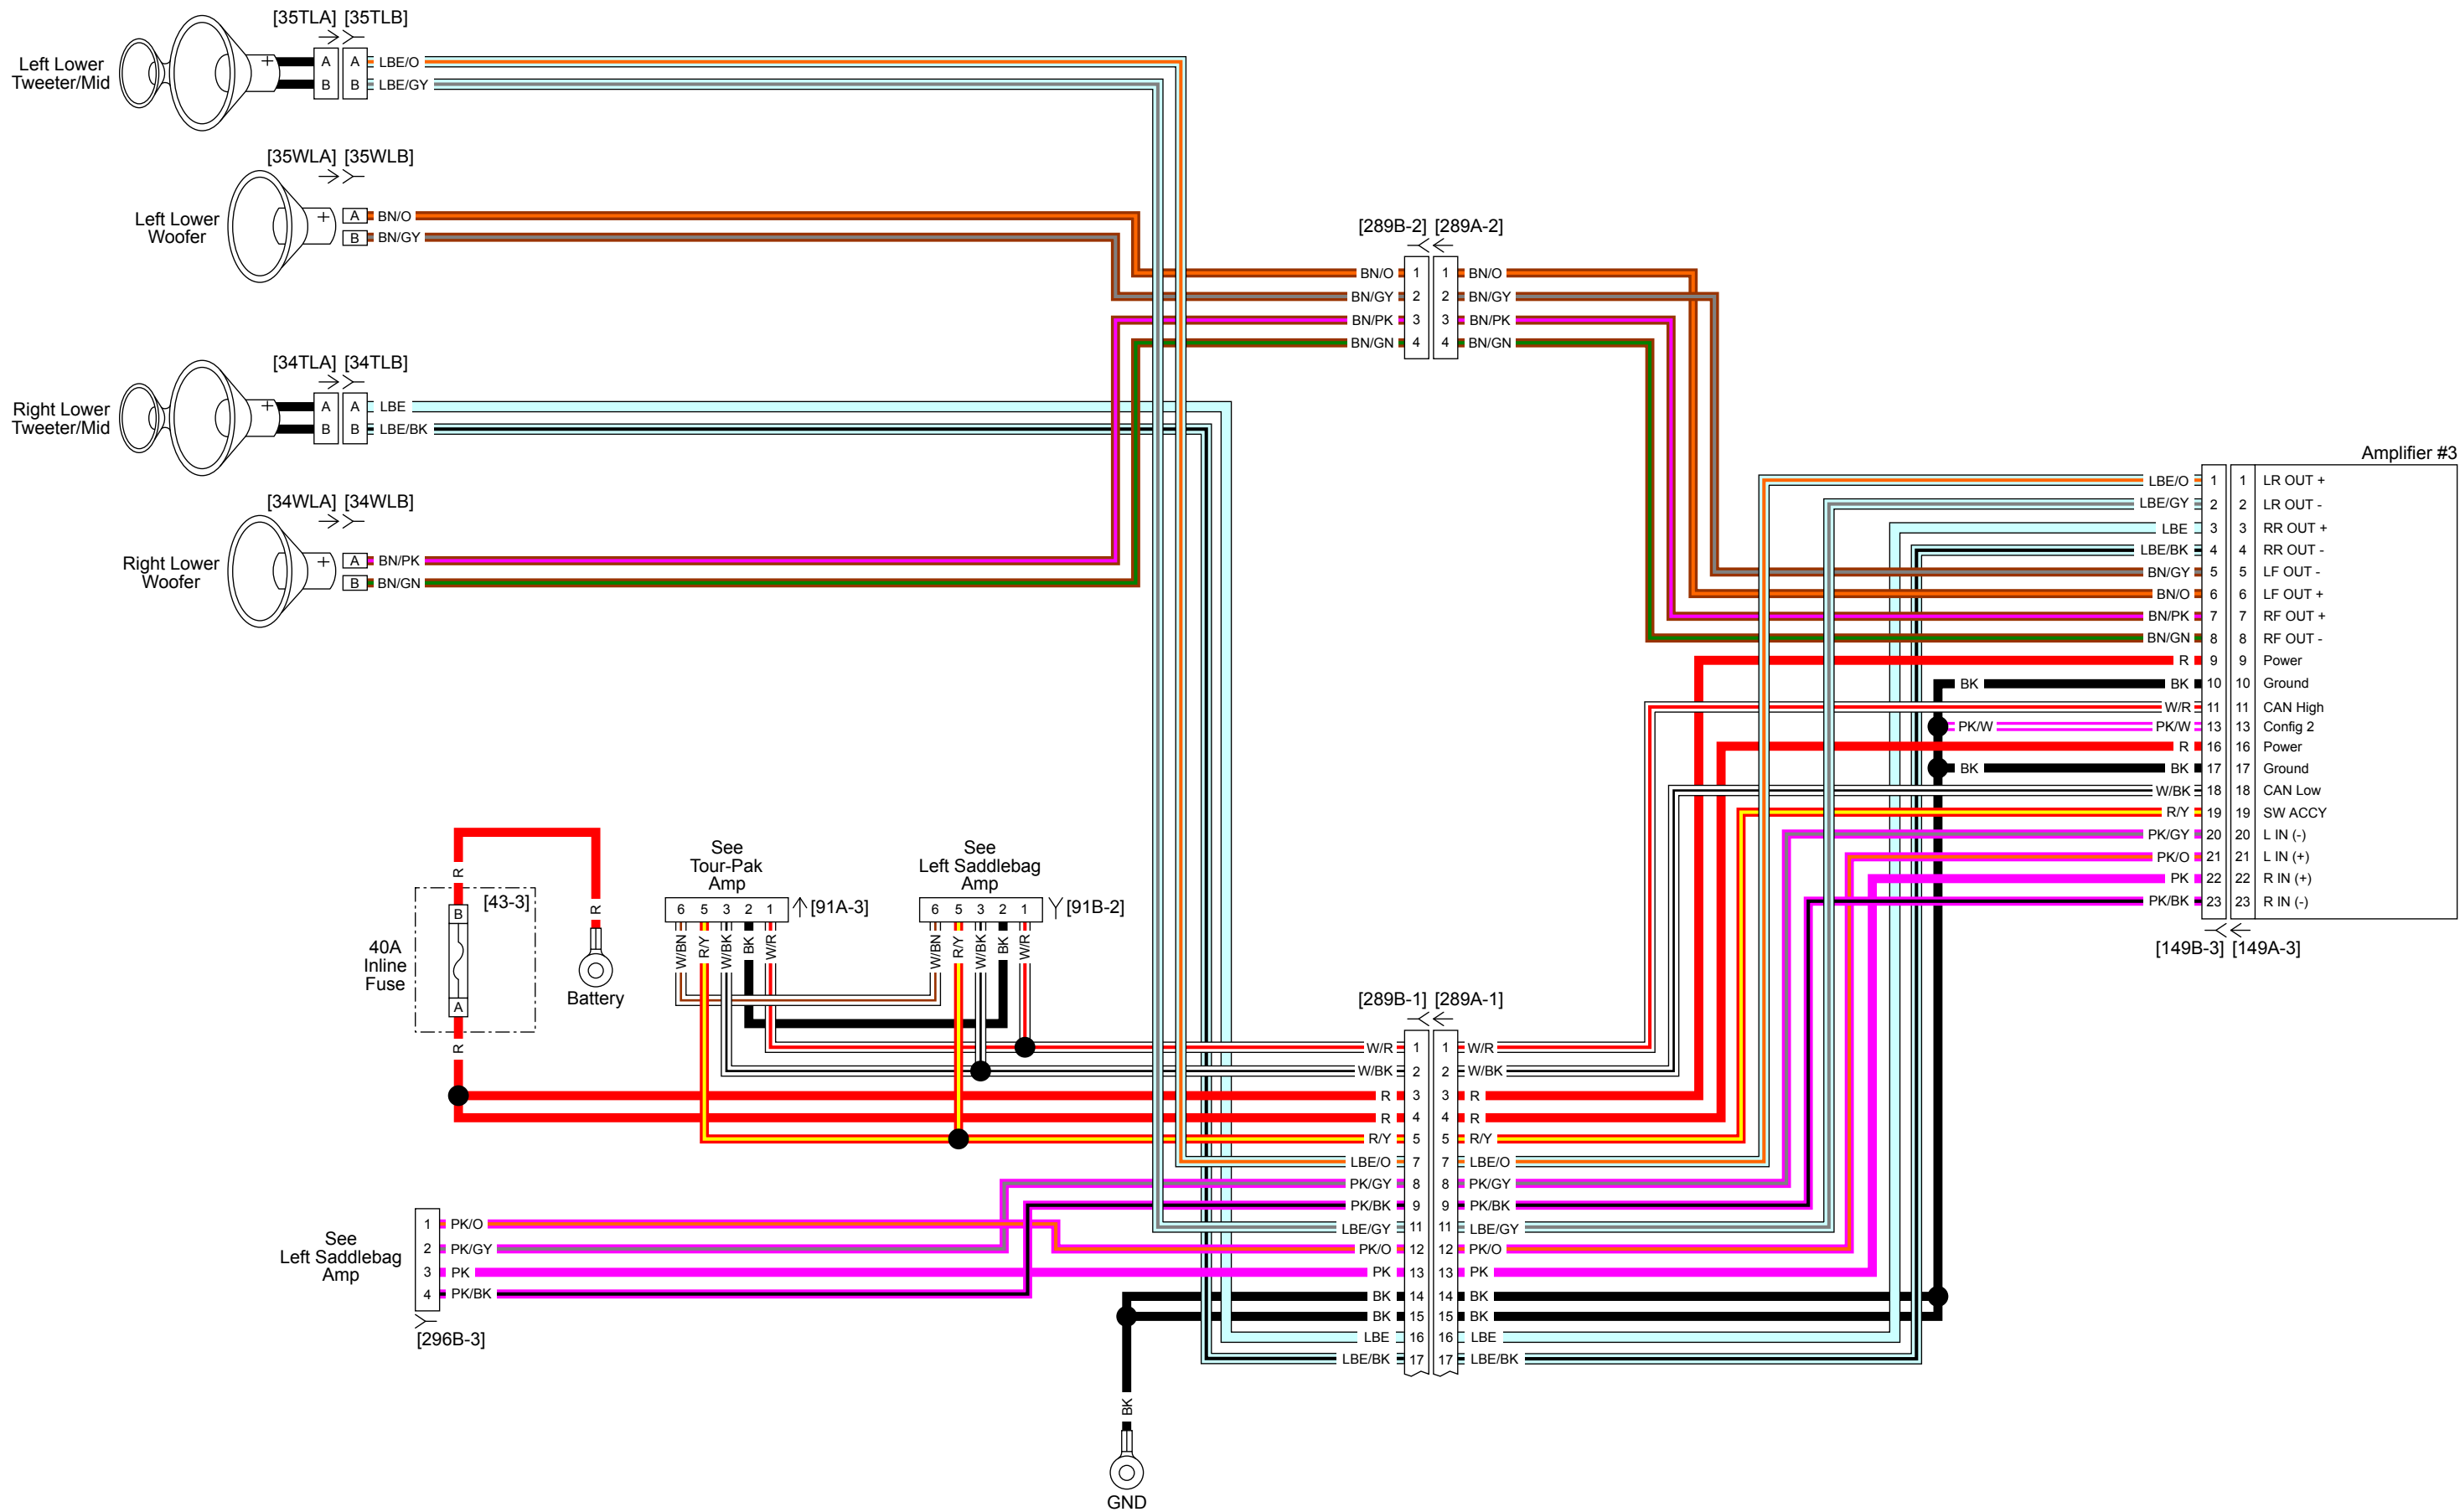 [35TLA] [35TLB]
Left Lower
Tweeter/Mid
+
A A LBE/O
B B LBE/GY
[35WLA] [35WLB]
Left Lower
Woofer
+
A BN/O
B BN/GY
[34TLA] [34TLB]
Right Lower
Tweeter/Mid
+
A A LBE
B B LBE/BK
[34WLA] [34WLB]
Right Lower
Woofer
+
A BN/PK
B BN/GN
[289B-2] [289A-2]
BN/O 1 1 BN/O
BN/GY 2 2 BN/GY
BN/PK 3 3 BN/PK
BN/GN 4 4 BN/GN
Amplifier #3
LBE/O 1 1 LR OUT +
LBE/GY 2 2 LR OUT -
LBE 3 3 RR OUT +
LBE/BK 4 4 RR OUT -
BN/GY 5 5 LF OUT -
BN/O 6 6 LF OUT +
BN/PK 7 7 RF OUT +
BN/GN 8 8 RF OUT -
R 9 9 Power
BK BK 10 10 Ground
W/R 11 11 CAN High
PK/W PK/W 13 13 Config 2
R 16 16 Power
BK BK 17 17 Ground
W/BK 18 18 CAN Low
R/Y 19 19 SW ACCY
PK/GY 20 20 L IN (-)
PK/O 21 21 L IN (+)
PK 22 22 R IN (+)
PK/BK 23 23 R IN (-)
[149B-3] [149A-3]
R
[43-3]
B
40A
Inline
Fuse
A
R
R
Battery
See
Tour-Pak
Amp
6 5 3 2 1 [91A-3]
W/BN R/Y W/BK BK W/R
See
Left Saddlebag
Amp
6 5 3 2 1 [91B-2]
W/BN R/Y W/BK BK W/R
[289B-1] [289A-1]
W/R 1 1 W/R
W/BK 2 2 W/BK
R 3 3 R
R 4 4 R
R/Y 5 5 R/Y
LBE/O 7 7 LBE/O
PK/GY 8 8 PK/GY
PK/BK 9 9 PK/BK
LBE/GY 11 11 LBE/GY
PK/O 12 12 PK/O
PK 13 13 PK
BK 14 14 BK
BK 15 15 BK
LBE 16 16 LBE
LBE/BK 17 17 LBE/BK
See
Left Saddlebag
Amp
1 PK/O
2 PK/GY
3 PK
4 PK/BK
[296B-3]
BK
GND